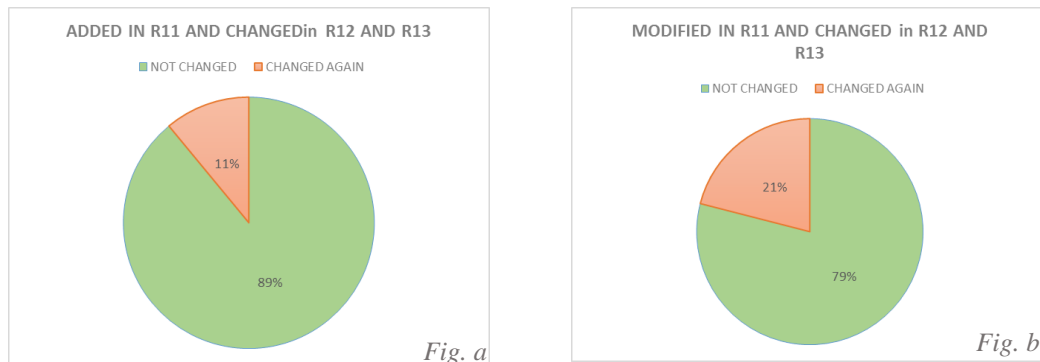 ADDED IN R11 AND CHANGEDin R12 AND R13
NOT CHANGED CHANGED AGAIN
11%
89%
Fig. a
MODIFIED IN R11 AND CHANGED in R12 AND
R13
NOT CHANGED CHANGED AGAIN
21%
79%
Fig. b